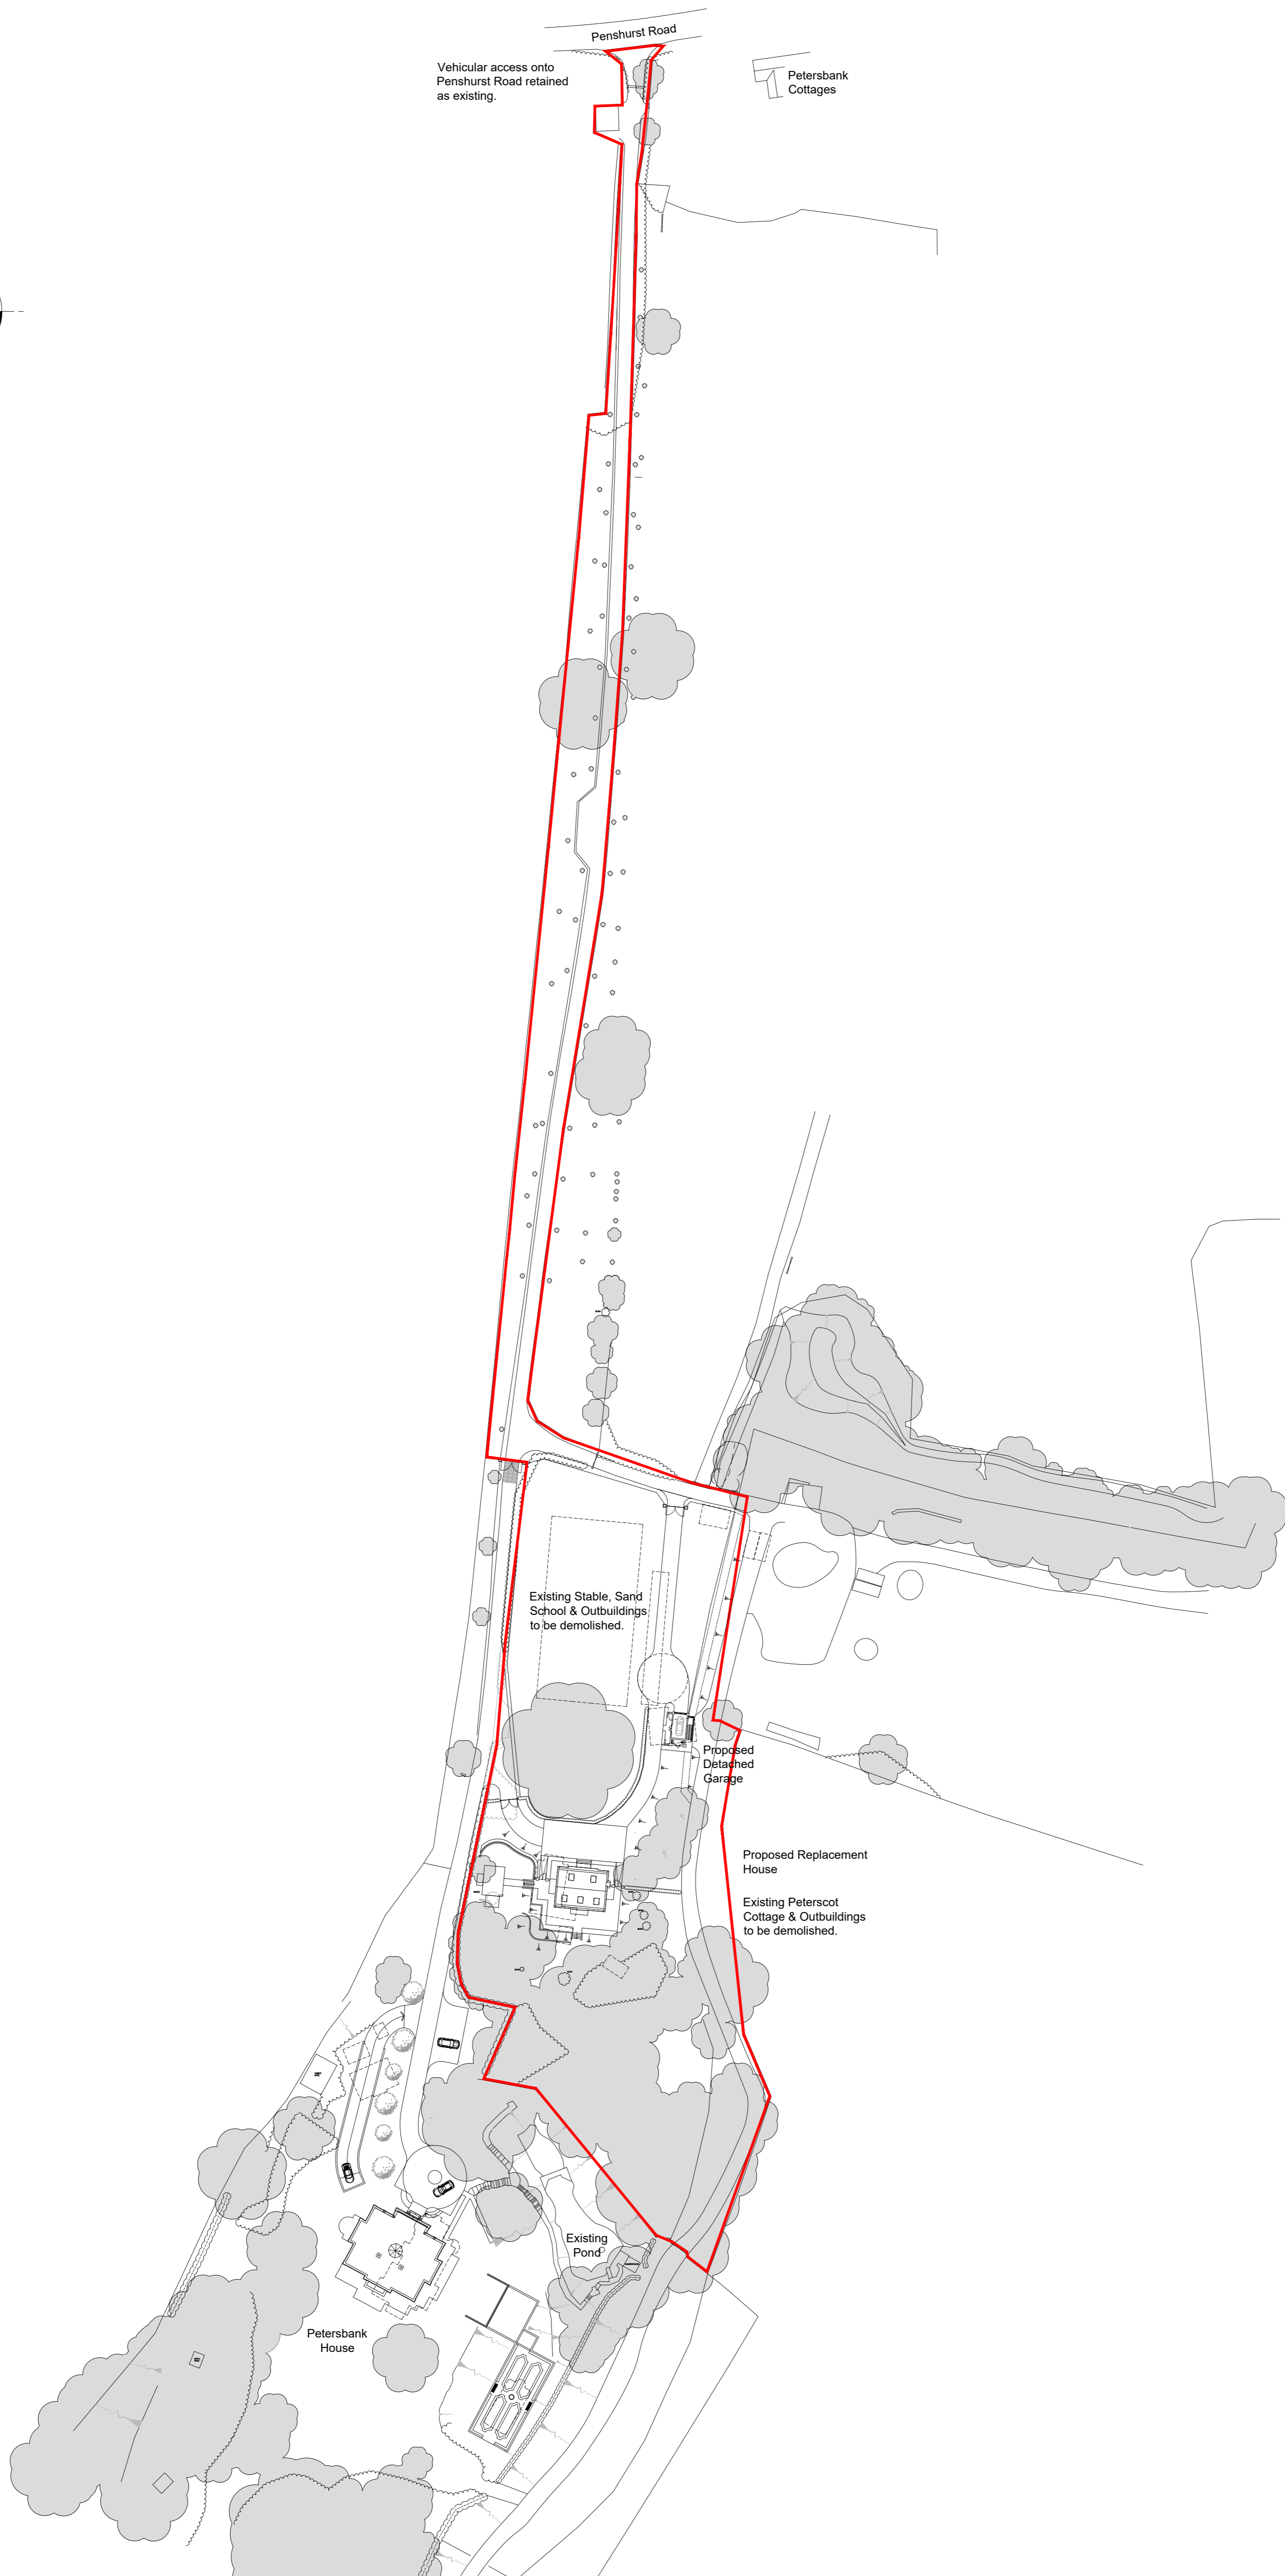 Penshurst Road
Vehicular access onto
Penshurst Road retained
as existing.
Petersbank
Cottages
Existing Stable, Sand
School & Outbuildings
to be demolished.
Proposed
Detached
Garage
Proposed Replacement
House
Existing Peterscot
Cottage & Outbuildings
to be demolished.
Existing
Pond
Petersbank
House